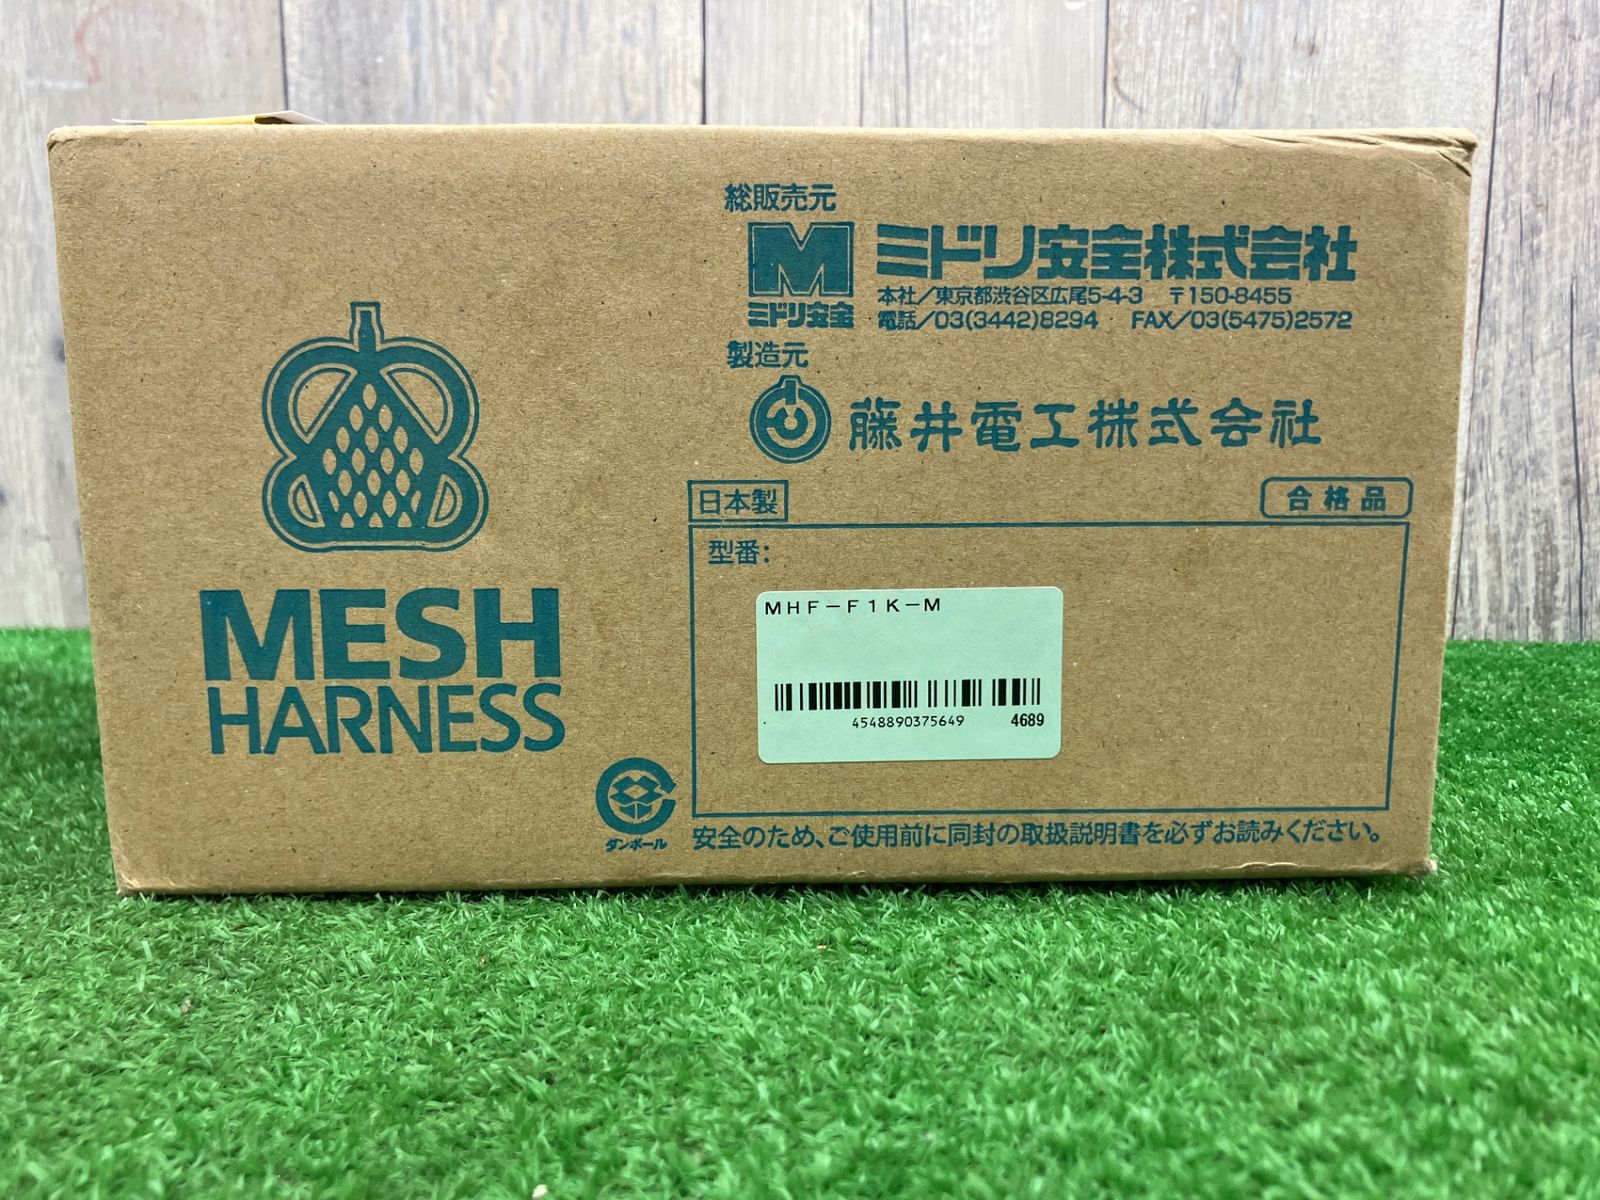 総販売元
M
ミドリ安全
ミドリ安全株式会社
本社／東京都渋谷区広尾5-4-3 〒150-8455
電話／03(3442)8294 FAX／03(5475)2572
製造元
藤井電工株式会社
日本製
合格品
型番:
MHF-F1K-M
4548890375649 4689
MESH
HARNESS
ダンボール
安全のため、ご使用前に同封の取扱説明書を必ずお読みください。